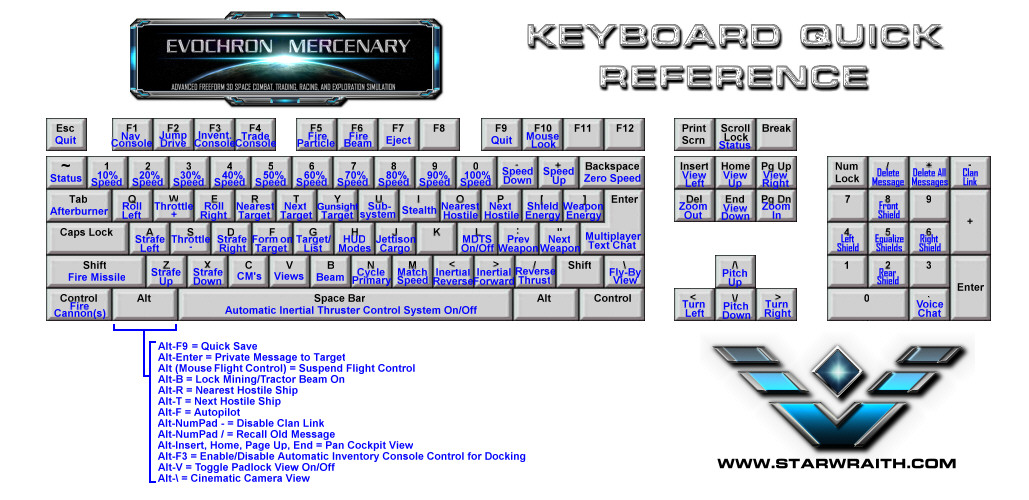 EVOCHRON MERCENARY
ADVANCED FREEFORM 3D SPACE COMBAT, TRADING, RACING, AND EXPLORATION SIMULATION
KEYBOARD QUICK
REFERENCE
Esc
Quit
F1
Nav
Console
F2
Jump
Drive
F3
Invent.
Console
F4
Trade
Console
F5
Fire
Particle
F6
Fire
Beam
F7
Eject
F8
F9
Quit
F10
Mouse
Look
F11
F12
Print
Scrn
Scroll
Lock
Status
Break
~
Status
1
10%
Speed
2
20%
Speed
3
30%
Speed
4
40%
Speed
5
50%
Speed
6
60%
Speed
7
70%
Speed
8
80%
Speed
9
90%
Speed
0
100%
Speed
-
Speed
Down
+
Speed
Up
Backspace
Zero Speed
Insert
View
Left
Home
View
Up
Pg Up
View
Right
Num
Lock
/
Delete
Message
*
Delete All
Messages
-
Clan
Link
Tab
Afterburner
Q
Roll
Left
W
Throttle
+
E
Roll
Right
R
Nearest
Target
T
Next
Target
Y
Gunsight
Target
U
Sub-
system
I
Stealth
O
Nearest
Hostile
P
Next
Hostile
[
Shield
Energy
]
Weapon
Energy
Enter
Del
Zoom
Out
End
View
Down
Pg Dn
Zoom
In
7
8
Front
Shield
9
+
Caps Lock
A
Strafe
Left
S
Throttle
-
D
Strafe
Right
F
Form on
Target
G
Target/
List
H
HUD
Modes
J
Jettison
Cargo
K
L
MDTS
On/Off
;
Prev
Weapon
"
Next
Weapon
Multiplayer
Text Chat
4
Left
Shield
5
Equalize
Shields
6
Right
Shield
Shift
Fire Missile
Z
Strafe
Up
X
Strafe
Down
C
CM's
V
Views
B
Beam
N
Cycle
Primary
M
Match
Speed
<
Inertial
Reverse
>
Inertial
Forward
/
Reverse
Thrust
Shift
\
Fly-By
View
/\
Pitch
Up
1
2
Rear
Shield
3
Enter
Control
Fire
Cannon(s)
Alt
Space Bar
Automatic Inertial Thruster Control System On/Off
Alt
Control
<
Turn
Left
\/
Pitch
Down
>
Turn
Right
0
.
Voice
Chat
Alt-F9 = Quick Save
Alt-Enter = Private Message to Target
Alt (Mouse Flight Control) = Suspend Flight Control
Alt-B = Lock Mining/Tractor Beam On
Alt-R = Nearest Hostile Ship
Alt-T = Next Hostile Ship
Alt-F = Autopilot
Alt-NumPad - = Disable Clan Link
Alt-NumPad / = Recall Old Message
Alt-Insert, Home, Page Up, End = Pan Cockpit View
Alt-F3 = Enable/Disable Automatic Inventory Console Control for Docking
Alt-V = Toggle Padlock View On/Off
Alt-\ = Cinematic Camera View
WWW.STARWRAITH.COM